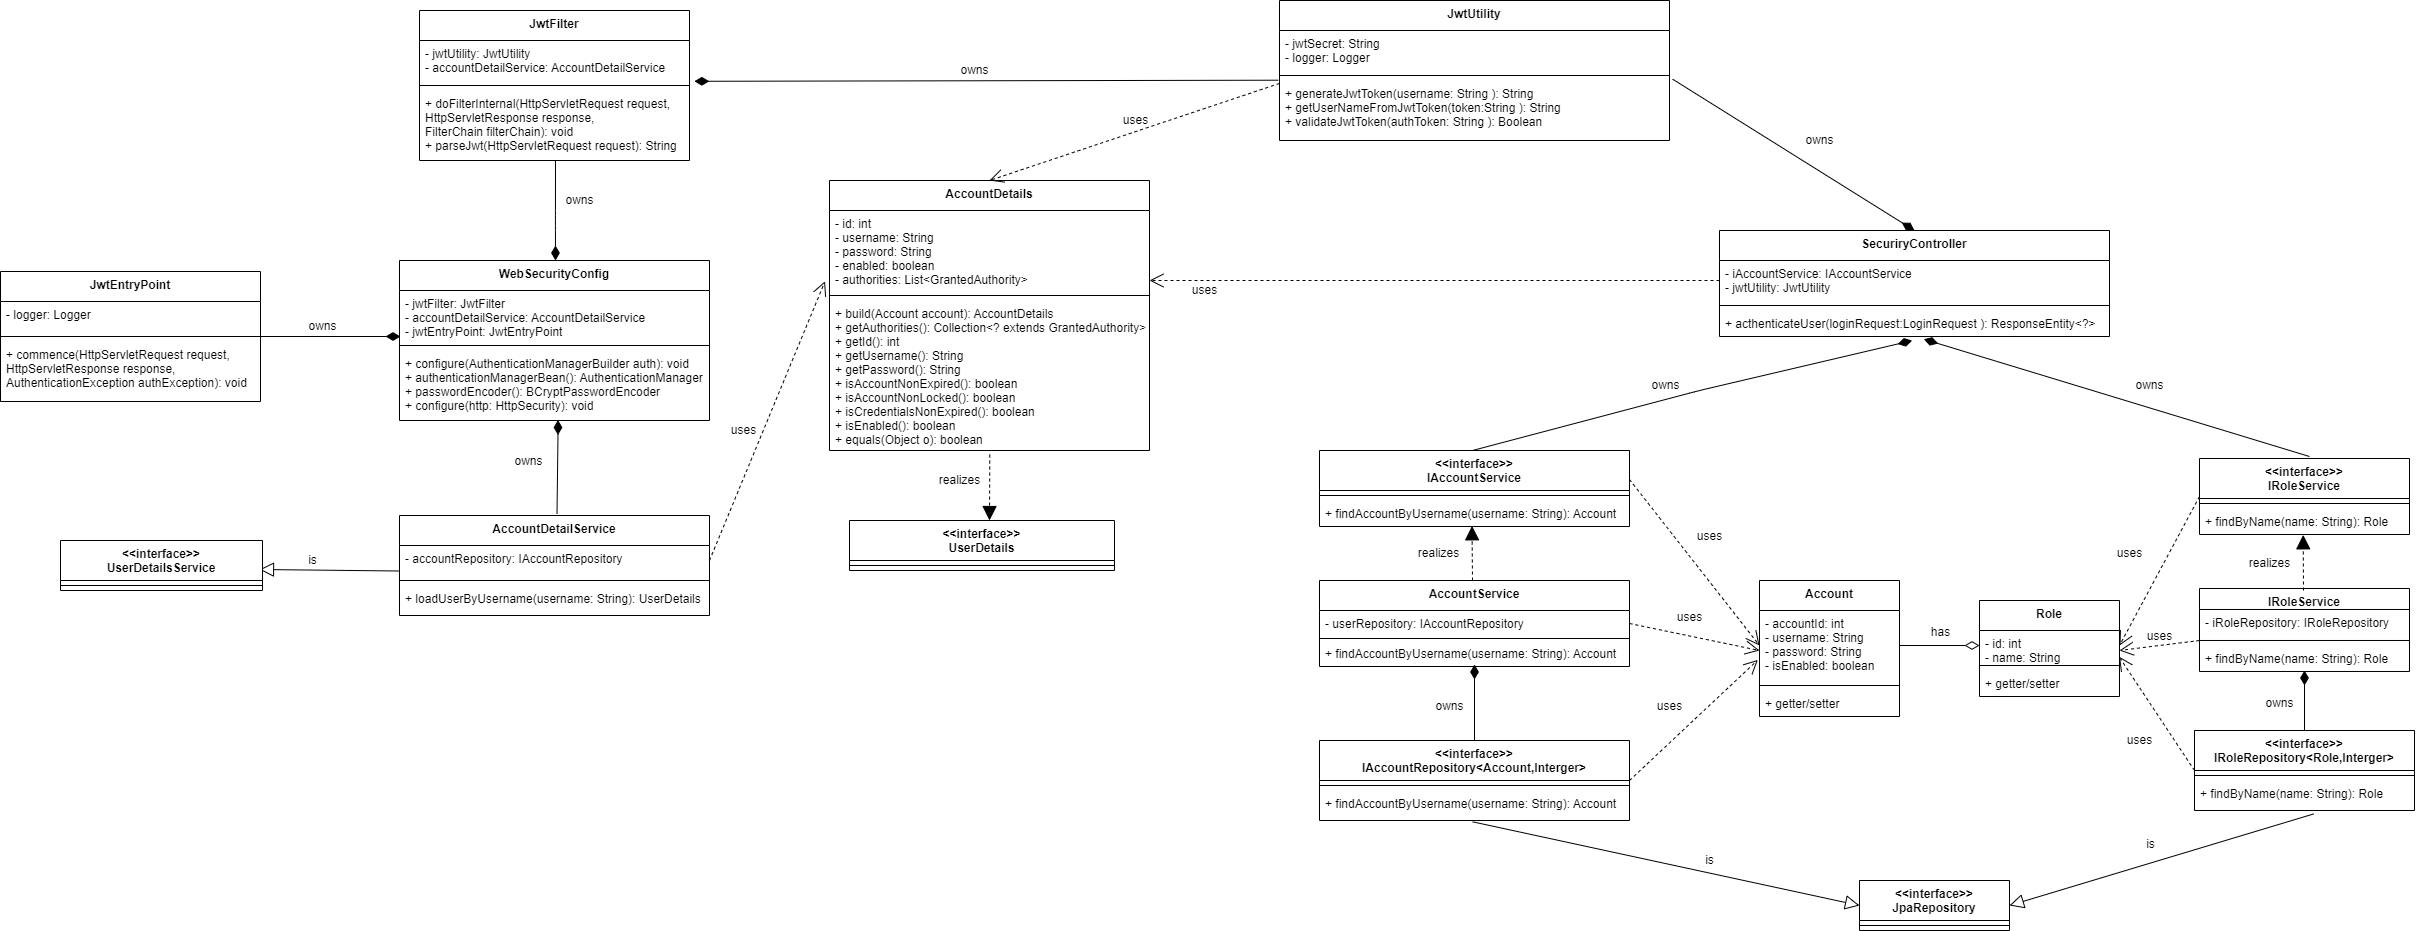 JwtFilter
- jwtUtility: JwtUtility
- accountDetailService: AccountDetailService
+ doFilterInternal(HttpServletRequest request,
HttpServletResponse response,
FilterChain filterChain): void
+ parseJwt(HttpServletRequest request): String
owns
JwtUtility
- jwtSecret: String
- logger: Logger
+ generateJwtToken(username: String ): String
+ getUserNameFromJwtToken(token:String ): String
+ validateJwtToken(authToken: String ): Boolean
uses
owns
owns
AccountDetails
- id: int
- username: String
- password: String
- enabled: boolean
- authorities: List<GrantedAuthority>
+ build(Account account): AccountDetails
+ getAuthorities(): Collection<? extends GrantedAuthority>
+ getId(): int
+ getUsername(): String
+ getPassword(): String
+ isAccountNonExpired(): boolean
+ isAccountNonLocked(): boolean
+ isCredentialsNonExpired(): boolean
+ isEnabled(): boolean
+ equals(Object o): boolean
uses
SecuriryController
- iAccountService: IAccountService
- jwtUtility: JwtUtility
+ acthenticateUser(loginRequest:LoginRequest ): ResponseEntity<?>
JwtEntryPoint
- logger: Logger
+ commence(HttpServletRequest request,
HttpServletResponse response,
AuthenticationException authException): void
owns
WebSecurityConfig
- jwtFilter: JwtFilter
- accountDetailService: AccountDetailService
- jwtEntryPoint: JwtEntryPoint
+ configure(AuthenticationManagerBuilder auth): void
+ authenticationManagerBean(): AuthenticationManager
+ passwordEncoder(): BCryptPasswordEncoder
+ configure(http: HttpSecurity): void
owns
uses
realizes
owns
owns
<<interface>>
UserDetailsService
is
AccountDetailService
- accountRepository: IAccountRepository
+ loadUserByUsername(username: String): UserDetails
<<interface>>
UserDetails
<<interface>>
IAccountService
+ findAccountByUsername(username: String): Account
realizes
uses
<<interface>>
IRoleService
+ findByName(name: String): Role
uses
realizes
AccountService
- userRepository: IAccountRepository
+ findAccountByUsername(username: String): Account
uses
Account
- accountId: int
- username: String
- password: String
- isEnabled: boolean
+ getter/setter
has
Role
- id: int
- name: String
+ getter/setter
uses
IRoleService
- iRoleRepository: IRoleRepository
+ findByName(name: String): Role
owns
uses
uses
owns
<<interface>>
IAccountRepository<Account,Interger>
+ findAccountByUsername(username: String): Account
<<interface>>
IRoleRepository<Role,Interger>
+ findByName(name: String): Role
is
is
<<interface>>
JpaRepository